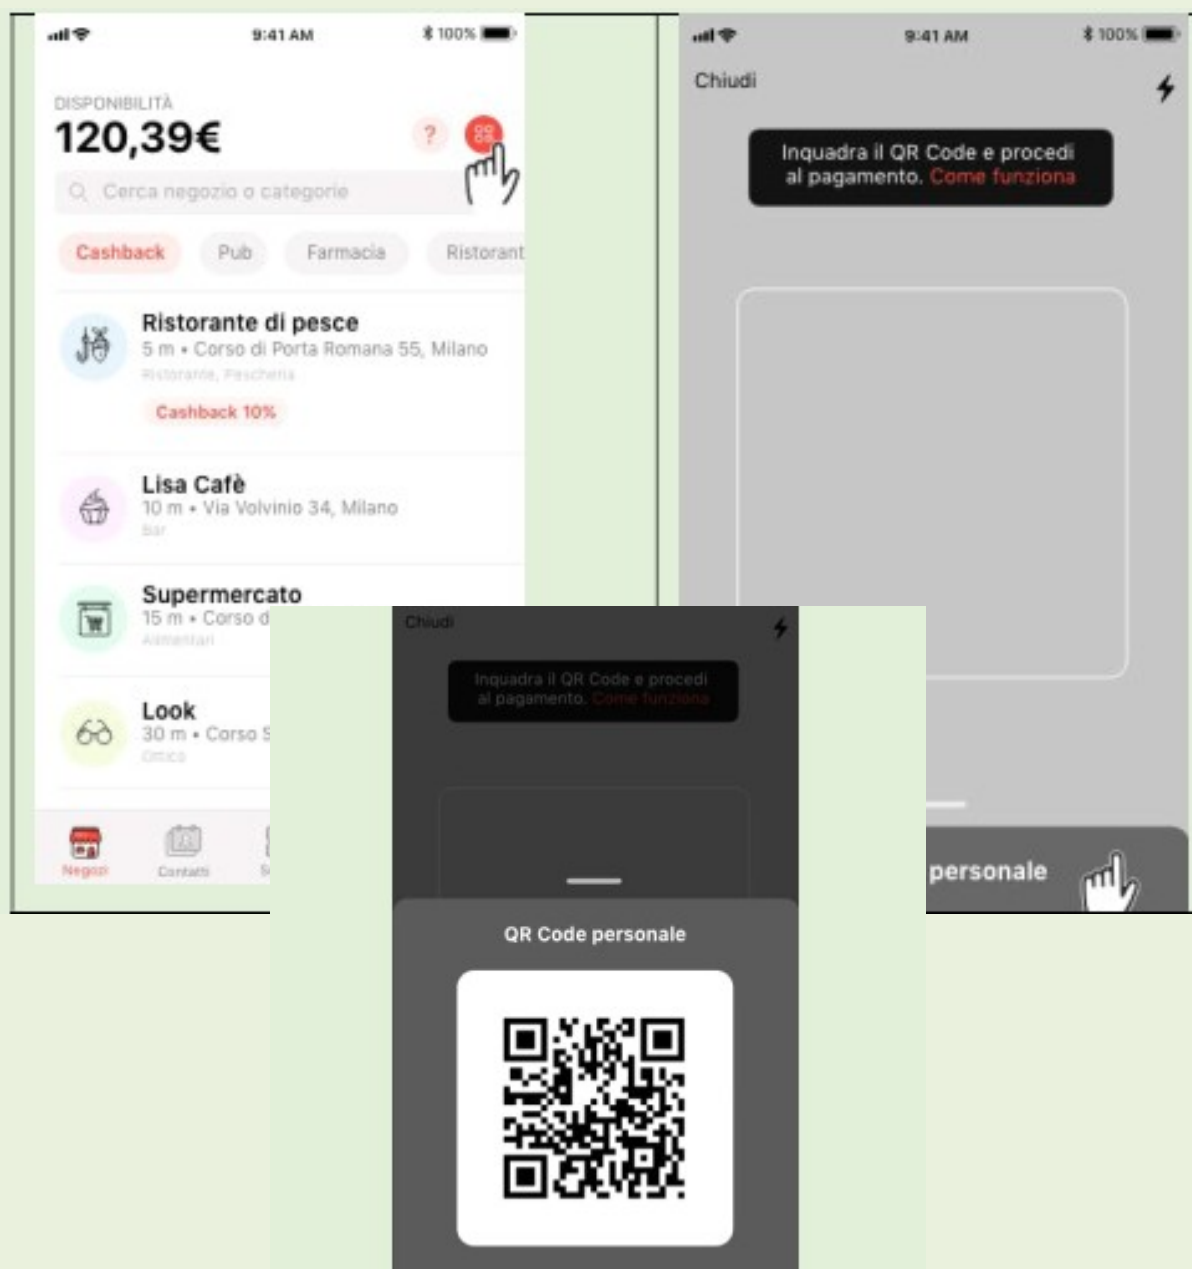 9:41 AM
100%
DISPONIBILITÀ
120,39€
?
Cerca negozio o categorie
Cashback
Pub
Farmacia
Ristorant
Ristorante di pesce
5 m • Corso di Porta Romana 55, Milano
Ristorante, Pescheria
Cashback 10%
Lisa Cafè
10 m • Via Volvinio 34, Milano
Bar
Supermercato
15 m • Corso d
Alimentari
Look
30 m • Corso S
Ottico
Negozi
Contatti
9:41 AM
100%
Chiudi
Inquadra il QR Code e procedi
al pagamento. Come funziona
personale
Chiudi
Inquadra il QR Code e procedi
al pagamento. Come funziona
QR Code personale